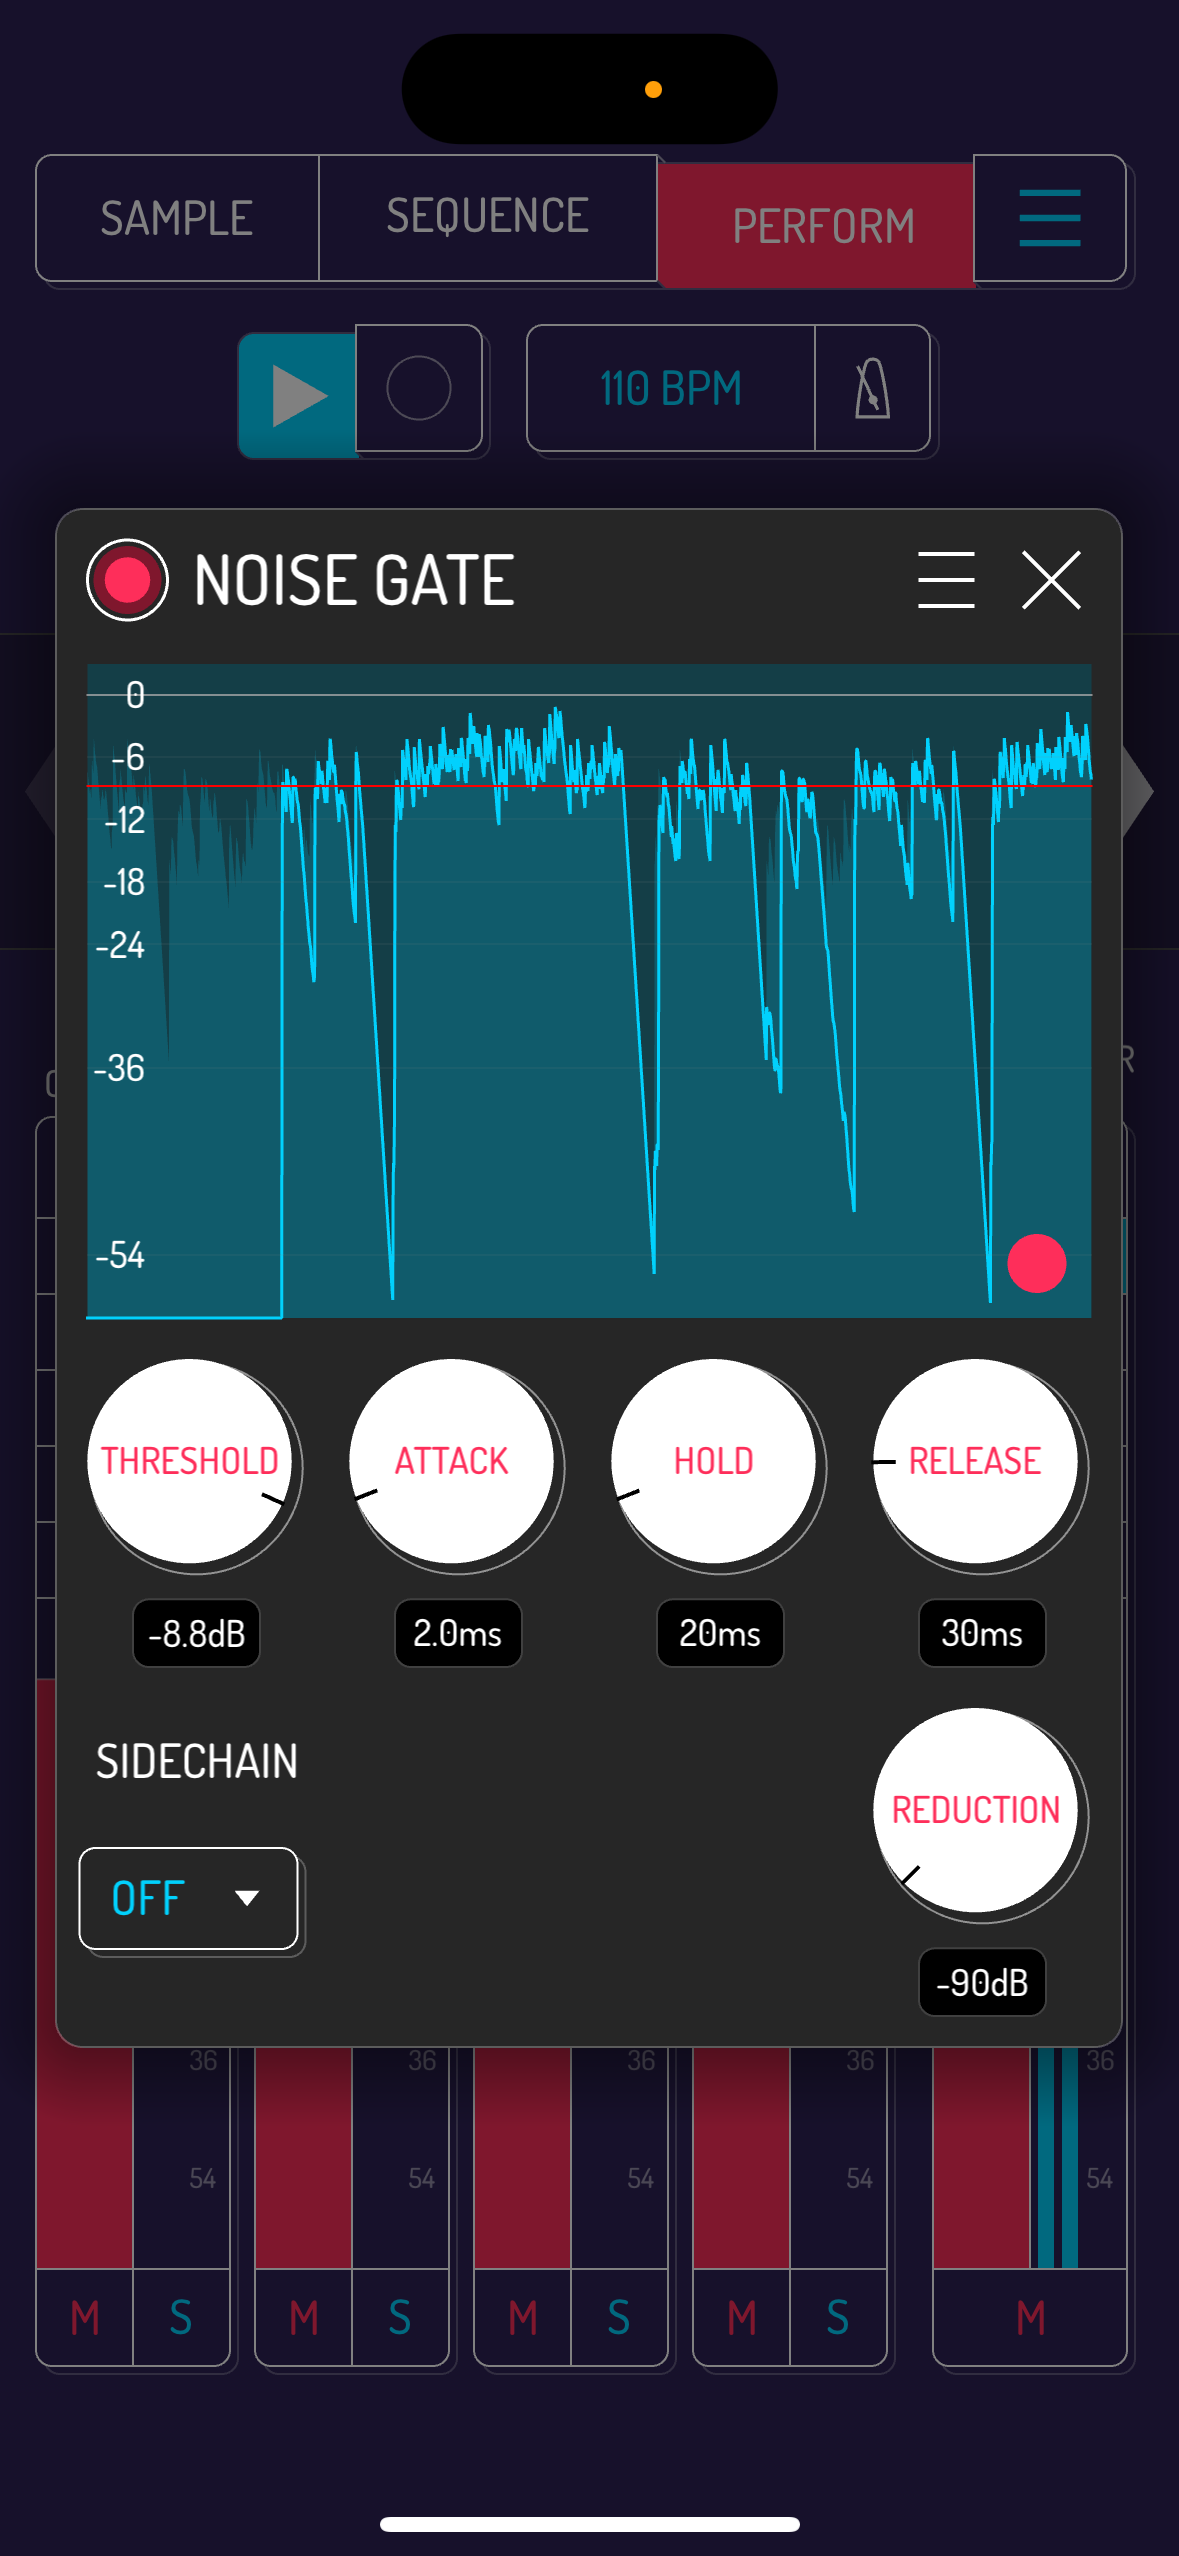 SAMPLE SEQUENCE PERFORM
110 BPM
NOISE GATE
0
-6
-12
-18
-24
-36
-54
R
THRESHOLD ATTACK HOLD RELEASE
-8.8dB 2.0ms 20ms 30ms
SIDECHAIN
REDUCTION
OFF
-90dB
36 36 36 36 36
54 54 54 54 54
M S M S M S M S M